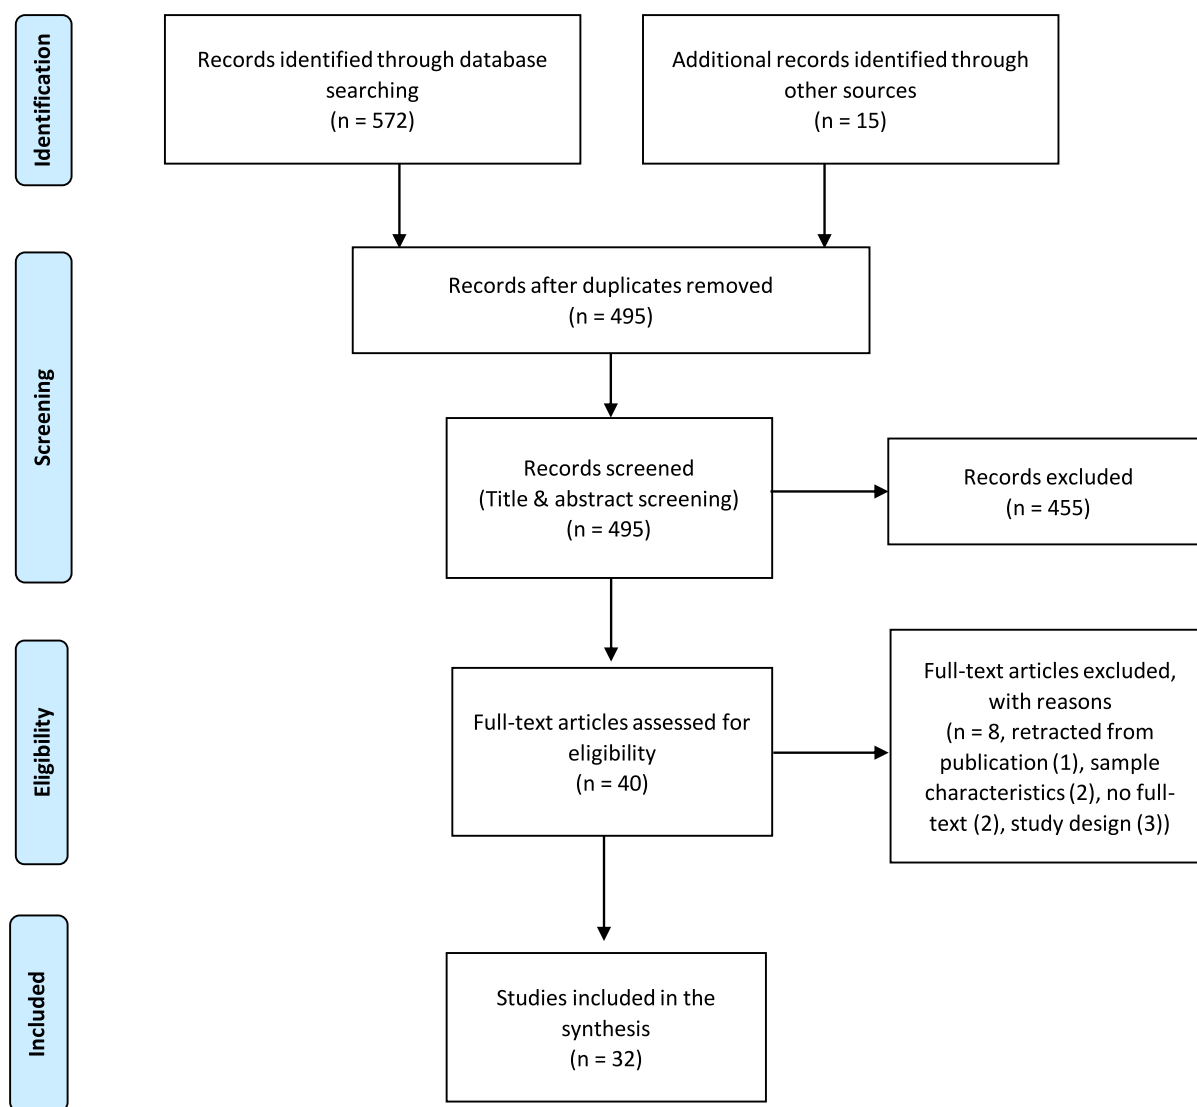 Identification
Records identified through database
searching
(n = 572)
Additional records identified through
other sources
(n = 15)
Screening
Records after duplicates removed
(n = 495)
Records screened
(Title & abstract screening)
(n = 495)
Records excluded
(n = 455)
Eligibility
Full-text articles assessed for
eligibility
(n = 40)
Full-text articles excluded,
with reasons
(n = 8, retracted from
publication (1), sample
characteristics (2), no full-
text (2), study design (3))
Included
Studies included in the
synthesis
(n = 32)